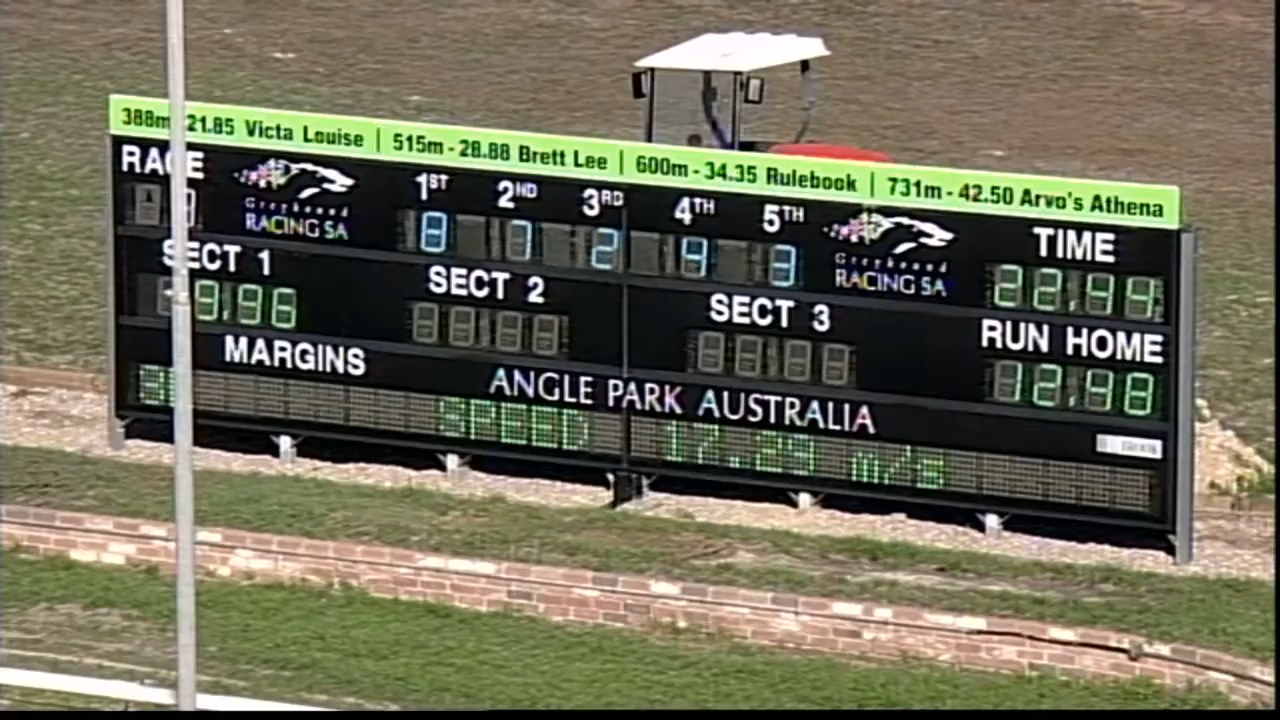 388m 21.85 Victa Louise | 515m - 28.88 Brett Lee | 600m - 34.35 Rulebook | 731m - 42.50 Arvo's Athena
RACE
Greyhound
RACING SA
1ST 2ND 3RD 4TH 5TH
8 7 2 4 3
Greyhound
RACING SA
TIME
22.44
SECT 1
9.98
SECT 2
SECT 3
RUN HOME
12.48
MARGINS
ANGLE PARK AUSTRALIA
SPEED 17.29 m/s